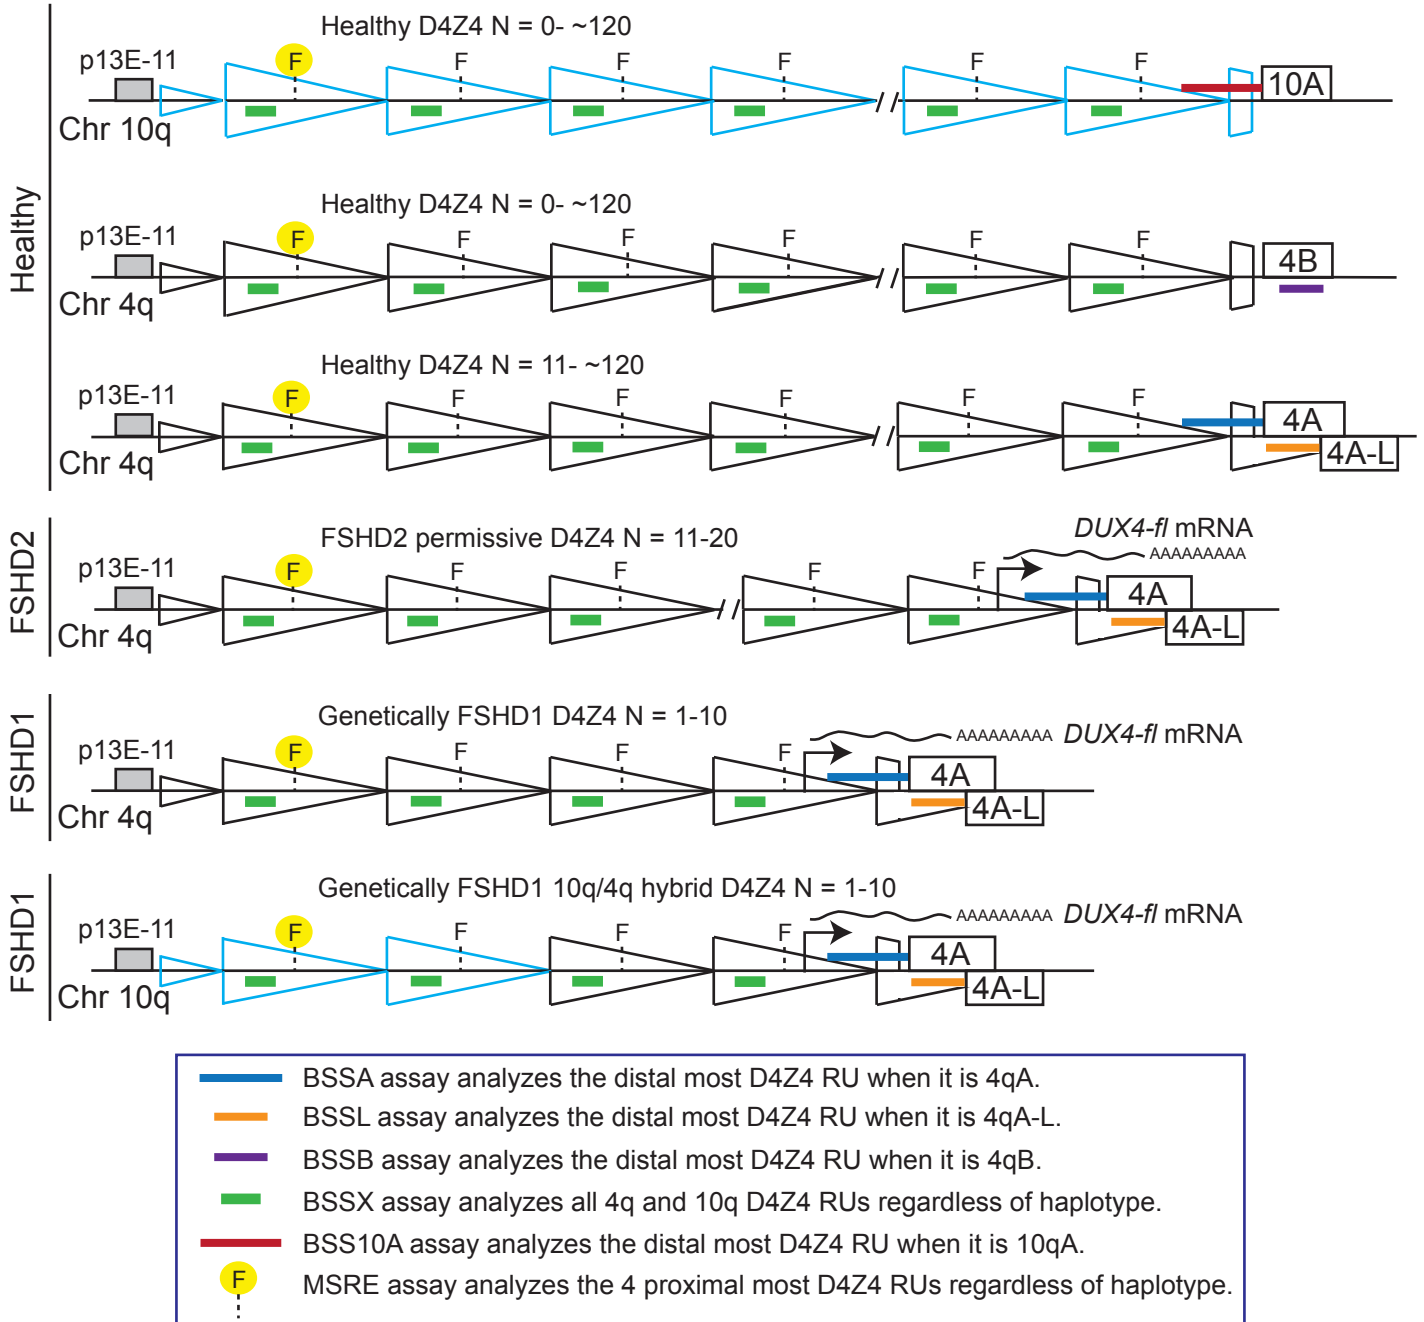 Healthy
Healthy D4Z4 N = 0- ~120
p13E-11
F F F F F F
10A
Chr 10q
Healthy D4Z4 N = 0- ~120
p13E-11
F F F F F F
4B
Chr 4q
Healthy D4Z4 N = 11- ~120
p13E-11
F F F F F F
4A
Chr 4q
4A-L
FSHD2
FSHD2 permissive D4Z4 N = 11-20
DUX4-fl mRNA
AAAAAAAAA
p13E-11
F F F F F
4A
Chr 4q
4A-L
FSHD1
Genetically FSHD1 D4Z4 N = 1-10
AAAAAAAAA DUX4-fl mRNA
p13E-11
F F F F
4A
Chr 4q
4A-L
FSHD1
Genetically FSHD1 10q/4q hybrid D4Z4 N = 1-10
AAAAAAAAA DUX4-fl mRNA
p13E-11
F F F F
4A
Chr 10q
4A-L
BSSA assay analyzes the distal most D4Z4 RU when it is 4qA.
BSSL assay analyzes the distal most D4Z4 RU when it is 4qA-L.
BSSB assay analyzes the distal most D4Z4 RU when it is 4qB.
BSSX assay analyzes all 4q and 10q D4Z4 RUs regardless of haplotype.
BSS10A assay analyzes the distal most D4Z4 RU when it is 10qA.
F MSRE assay analyzes the 4 proximal most D4Z4 RUs regardless of haplotype.